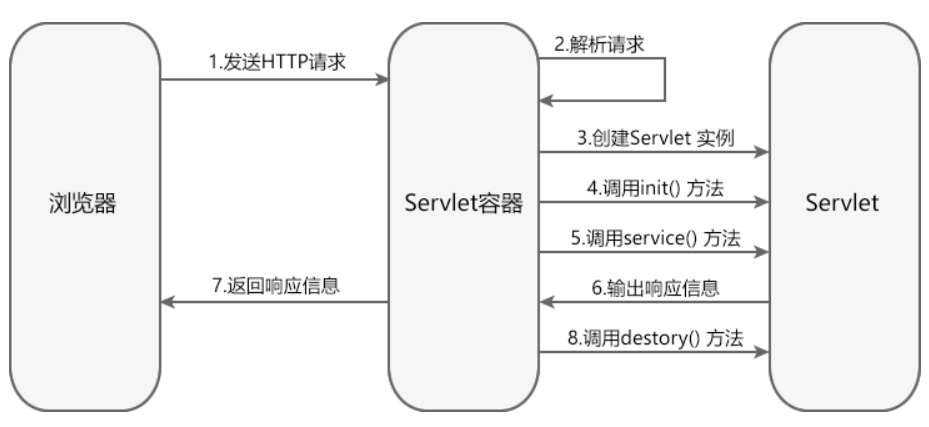 1.发送HTTP请求
2.解析请求
3.创建Servlet 实例
4.调用init() 方法
浏览器
Servlet容器
Servlet
5.调用service() 方法
7.返回响应信息
6.输出响应信息
8.调用destory() 方法